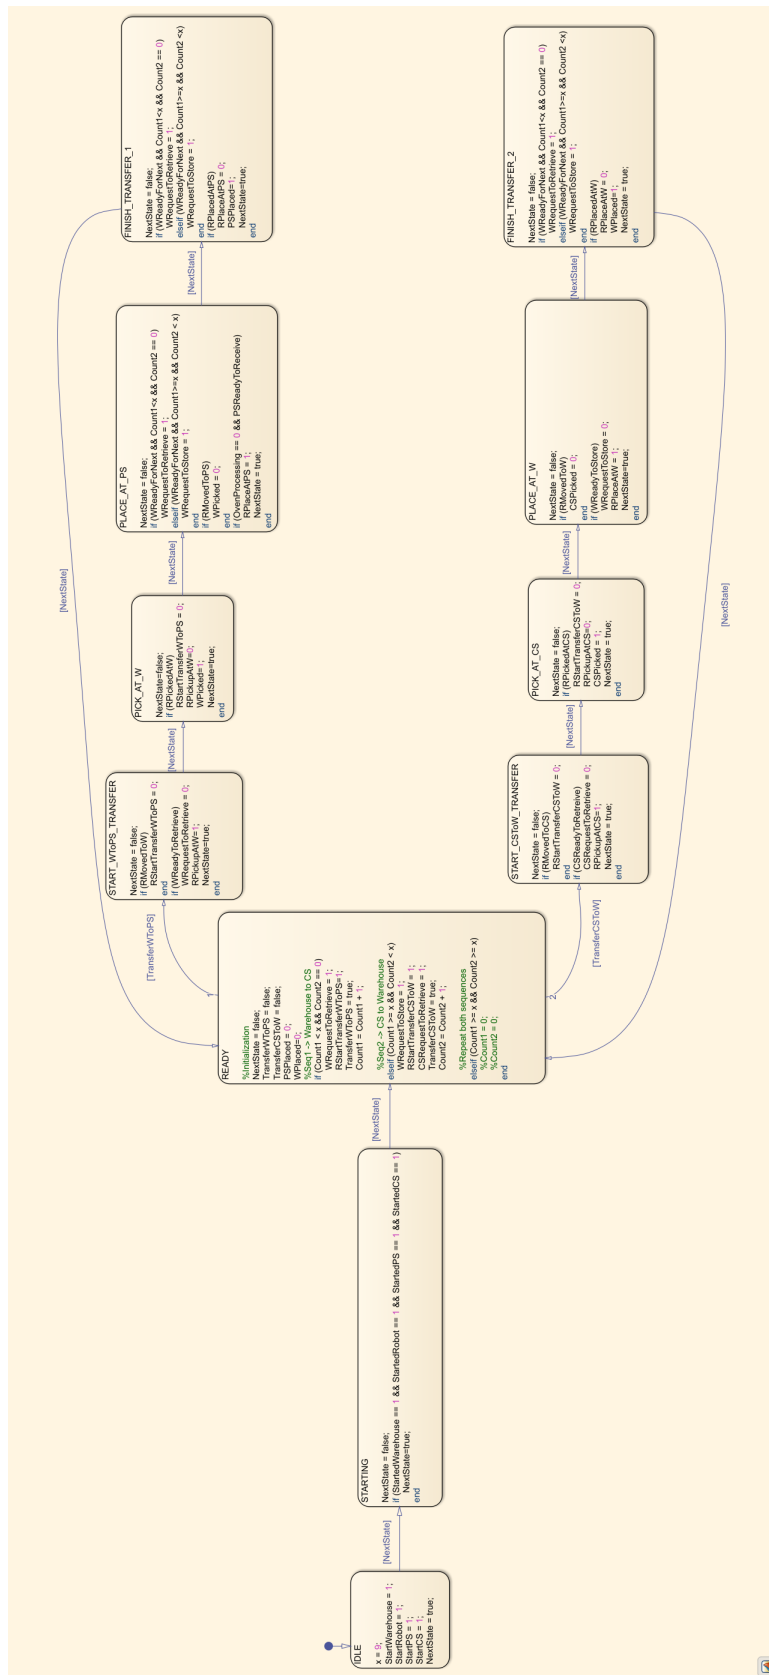 IDLE
x = 9;
StartWarehouse = 1;
StartRobot = 1;
StartPS = 1;
StartCS = 1;
NextState = true;
[NextState]
STARTING
NextState = false;
if (StartedWarehouse == 1 && StartedRobot == 1 && StartedPS == 1 && StartedCS == 1)
NextState=true;
end
[NextState]
READY
%Initialization
NextState = false;
TransferWToPS = false;
TransferCSToW = false;
PSPlaced = 0;
WPlaced=0;
%Seq1 -> Warehouse to CS
if (Count1 < x && Count2 == 0)
WRequestToRetrieve = 1;
RStartTransferWToPS=1;
TransferWToPS = true;
Count1 = Count1 + 1;
%Seq2 -> CS to Warehouse
elseif (Count1 >= x && Count2 < x)
WRequestToStore = 1;
RStartTransferCSToW = 1;
CSRequestToRetrieve = 1;
TransferCSToW = true;
Count2 = Count2 + 1;
%Repeat both sequences
elseif (Count1 >= x && Count2 >= x)
%Count1 = 0;
%Count2 = 0;
end
1
[TransferWToPS]
START_WToPS_TRANSFER
NextState = false;
if (RMovedToW)
RStartTransferWToPS = 0;
end
if (WReadyToRetrieve)
WRequestToRetrieve = 0;
RPickupAtW=1;
NextState=true;
end
[NextState]
PICK_AT_W
NextState=false;
if (RPickedAtW)
RStartTransferWToPS = 0;
RPickupAtW=0;
WPicked=1;
NextState=true;
end
[NextState]
PLACE_AT_PS
NextState = false;
if (WReadyForNext && Count1<x && Count2 == 0)
WRequestToRetrieve = 1;
elseif (WReadyForNext && Count1>=x && Count2 < x)
WRequestToStore = 1;
end
if (RMovedToPS)
WPicked = 0;
end
if (OvenProcessing == 0 && PSReadyToReceive)
RPlaceAtPS = 1;
NextState = true;
end
[NextState]
FINISH_TRANSFER_1
NextState = false;
if (WReadyForNext && Count1<x && Count2 == 0)
WRequestToRetrieve = 1;
elseif (WReadyForNext && Count1>=x && Count2 <x)
WRequestToStore = 1;
end
if (RPlacedAtPS)
RPlaceAtPS = 0;
PSPlaced=1;
NextState=true;
end
[NextState]
2
[TransferCSToW]
START_CSToW_TRANSFER
NextState = false;
if (RMovedToCS)
RStartTransferCSToW = 0;
end
if (CSReadyToRetreive)
CSRequestToRetrieve = 0;
RPickupAtCS=1;
NextState = true;
end
[NextState]
PICK_AT_CS
NextState = false;
if (RPickedAtCS)
RStartTransferCSToW = 0;
RPickupAtCS=0;
CSPicked = 1;
NextState = true;
end
[NextState]
PLACE_AT_W
NextState = false;
if (RMovedToW)
CSPicked = 0;
end
if (WReadyToStore)
WRequestToStore = 0;
RPlaceAtW = 1;
NextState=true;
end
[NextState]
FINISH_TRANSFER_2
NextState = false;
if (WReadyForNext && Count1<x && Count2 == 0)
WRequestToRetrieve = 1;
elseif (WReadyForNext && Count1>=x && Count2 <x)
WRequestToStore = 1;
end
if (RPlacedAtW)
RPlaceAtW = 0;
WPlaced=1;
NextState = true;
end
[NextState]